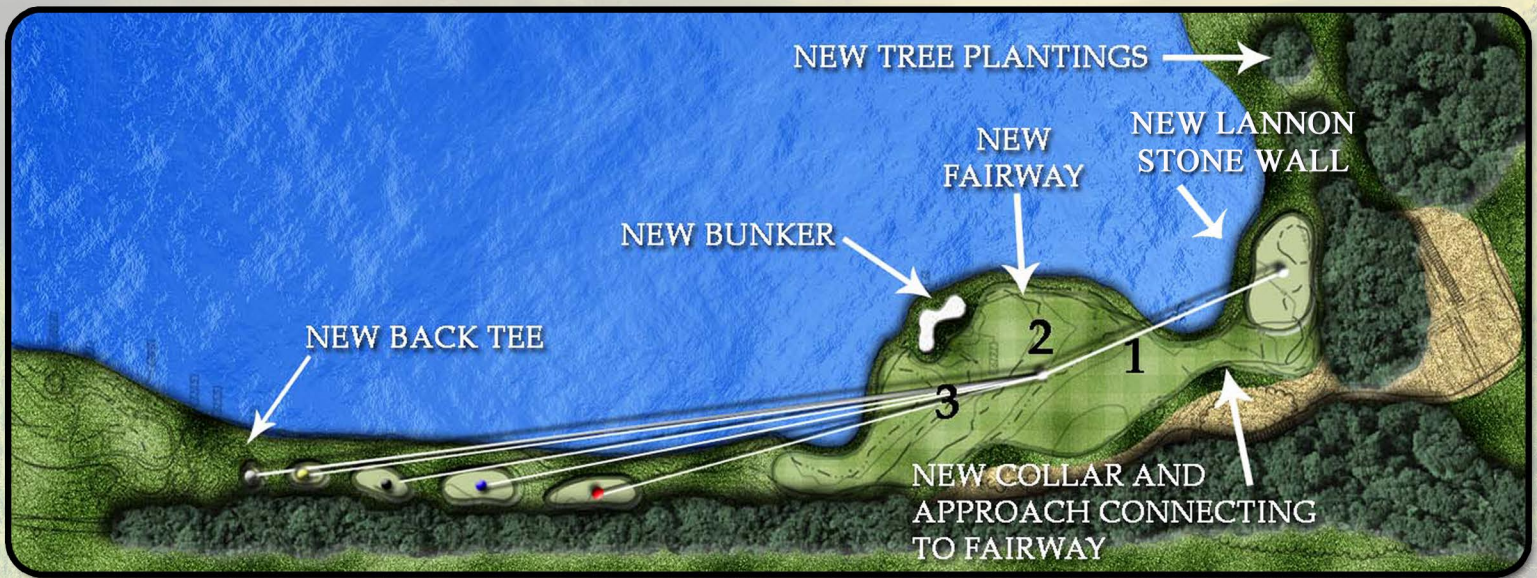 NEW TREE PLANTINGS
NEW LANNON
STONE WALL
NEW
FAIRWAY
NEW BUNKER
NEW BACK TEE
2
1
3
NEW COLLAR AND
APPROACH CONNECTING
TO FAIRWAY